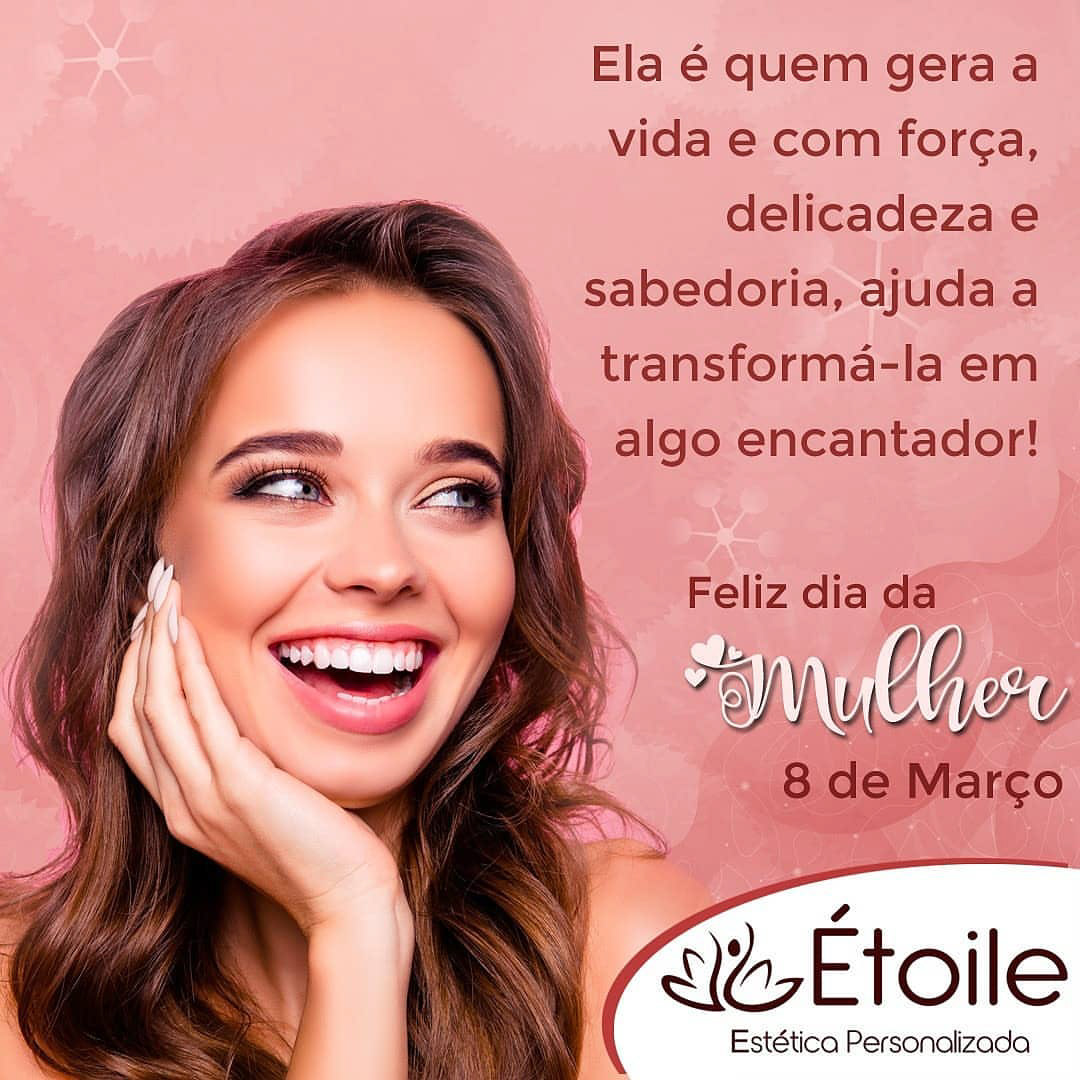 Ela é quem gera a
vida e com força,
delicadeza e
sabedoria, ajuda a
transformá-la em
algo encantador!
Feliz dia da
Mulher
8 de Março
Étoile
Estética Personalizada